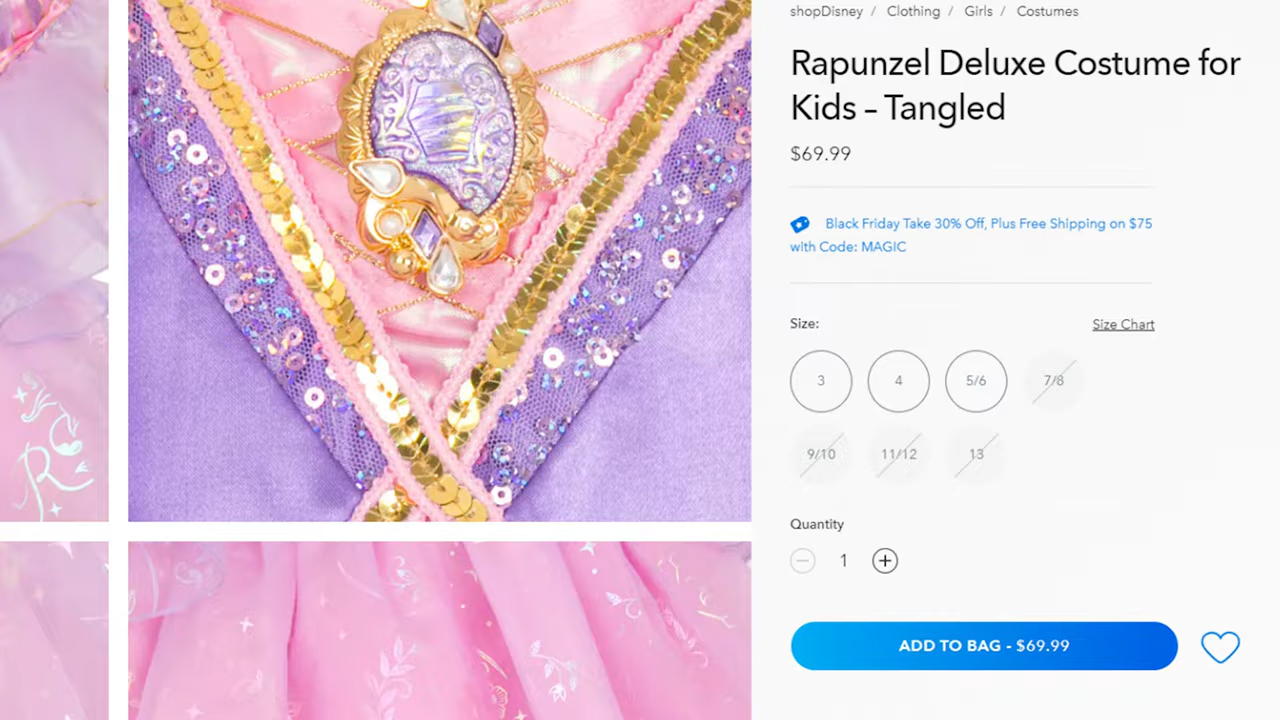 shopDisney / Clothing / Girls / Costumes
Rapunzel Deluxe Costume for
Kids – Tangled
$69.99
Black Friday Take 30% Off, Plus Free Shipping on $75
with Code: MAGIC
Size: Size Chart
3 4 5/6 7/8
9/10 11/12 13
Quantity
1
ADD TO BAG - $69.99
R